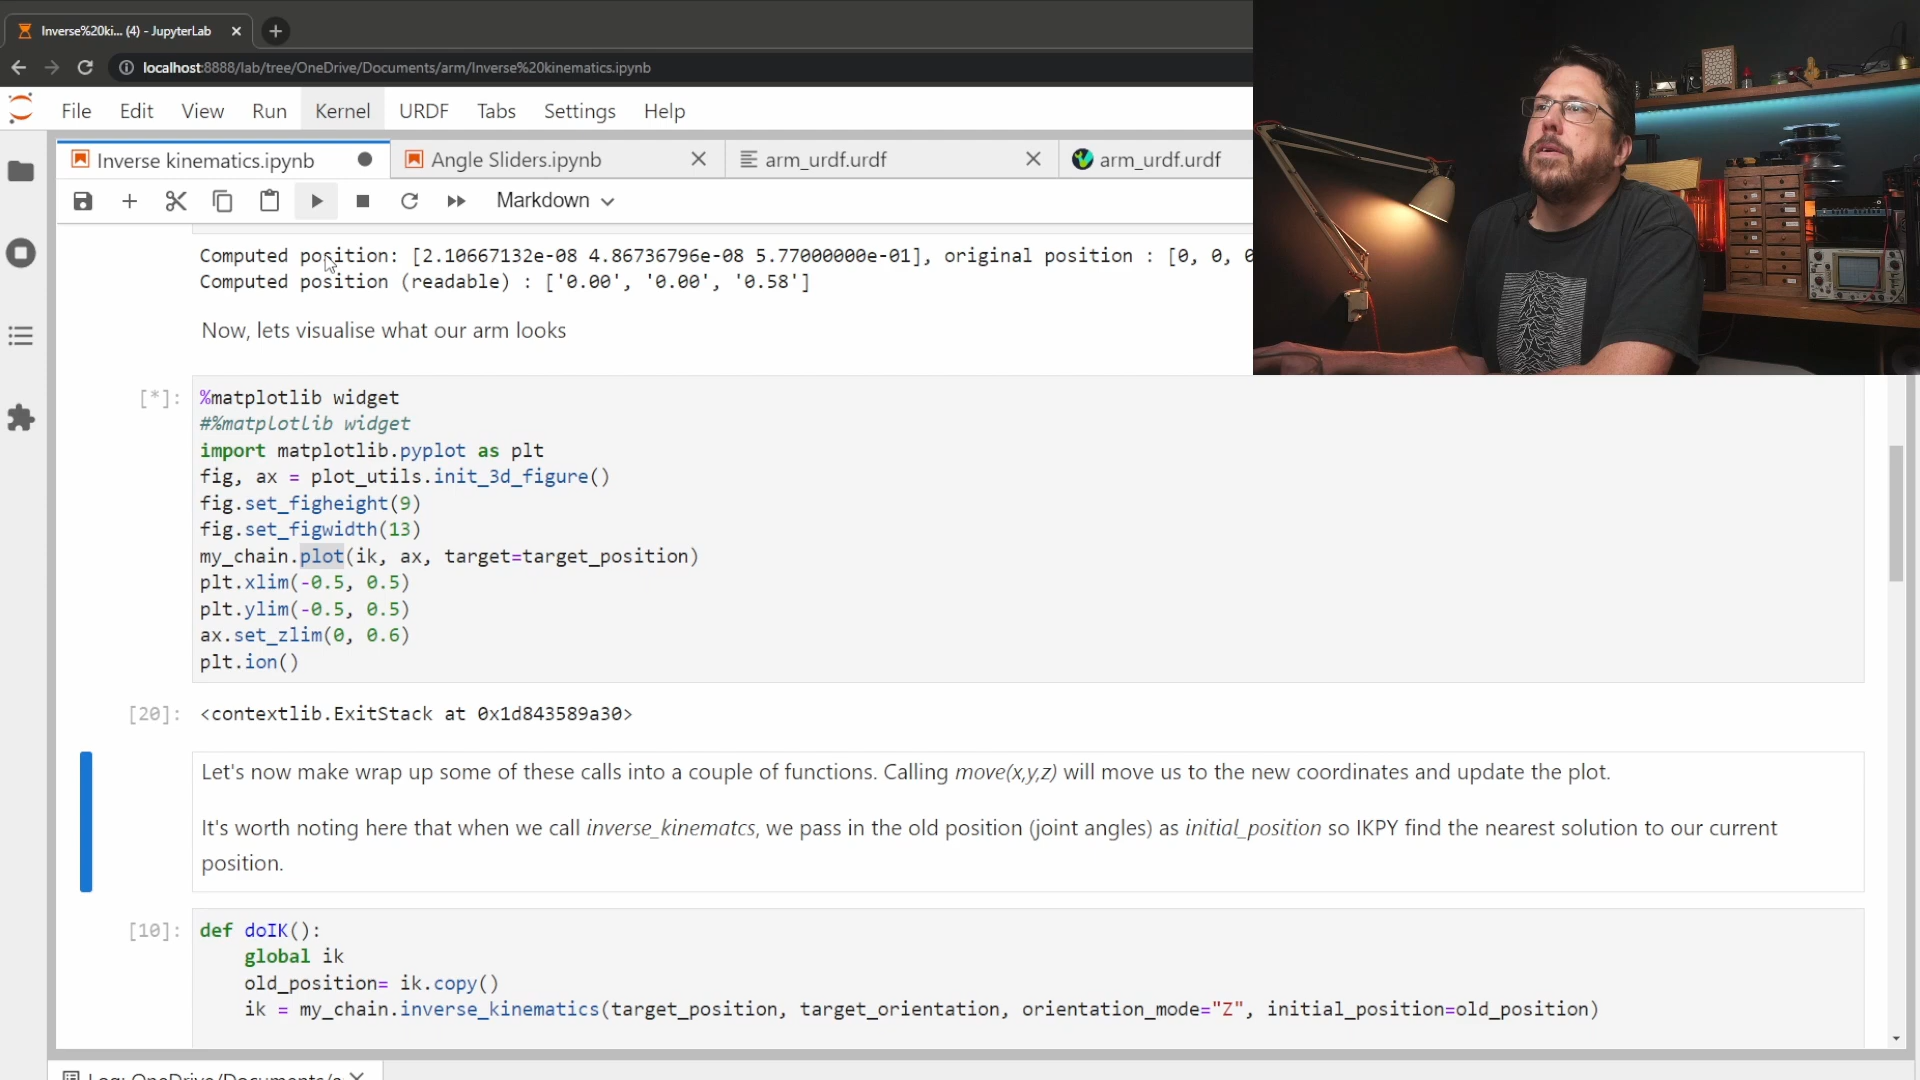 Inverse%20ki... (4) - JupyterLab
localhost:8888/lab/tree/OneDrive/Documents/arm/Inverse%20kinematics.ipynb
File Edit View Run Kernel URDF Tabs Settings Help
Inverse kinematics.ipynb Angle Sliders.ipynb arm_urdf.urdf arm_urdf.urdf
Markdown
Computed position: [2.10667132e-08 4.86736796e-08 5.77000000e-01], original position : [0, 0, 0
Computed position (readable) : ['0.00', '0.00', '0.58']
Now, lets visualise what our arm looks
[*]: %matplotlib widget
#%matplotlib widget
import matplotlib.pyplot as plt
fig, ax = plot_utils.init_3d_figure()
fig.set_figheight(9)
fig.set_figwidth(13)
my_chain.plot(ik, ax, target=target_position)
plt.xlim(-0.5, 0.5)
plt.ylim(-0.5, 0.5)
ax.set_zlim(0, 0.6)
plt.ion()
[20]: <contextlib.ExitStack at 0x1d843589a30>
Let's now make wrap up some of these calls into a couple of functions. Calling move(x,y,z) will move us to the new coordinates and update the plot.
It's worth noting here that when we call inverse_kinematcs, we pass in the old position (joint angles) as initial_position so IKPY find the nearest solution to our current
position.
[10]: def doIK():
global ik
old_position= ik.copy()
ik = my_chain.inverse_kinematics(target_position, target_orientation, orientation_mode="Z", initial_position=old_position)
Log: OneDrive/Documents/a